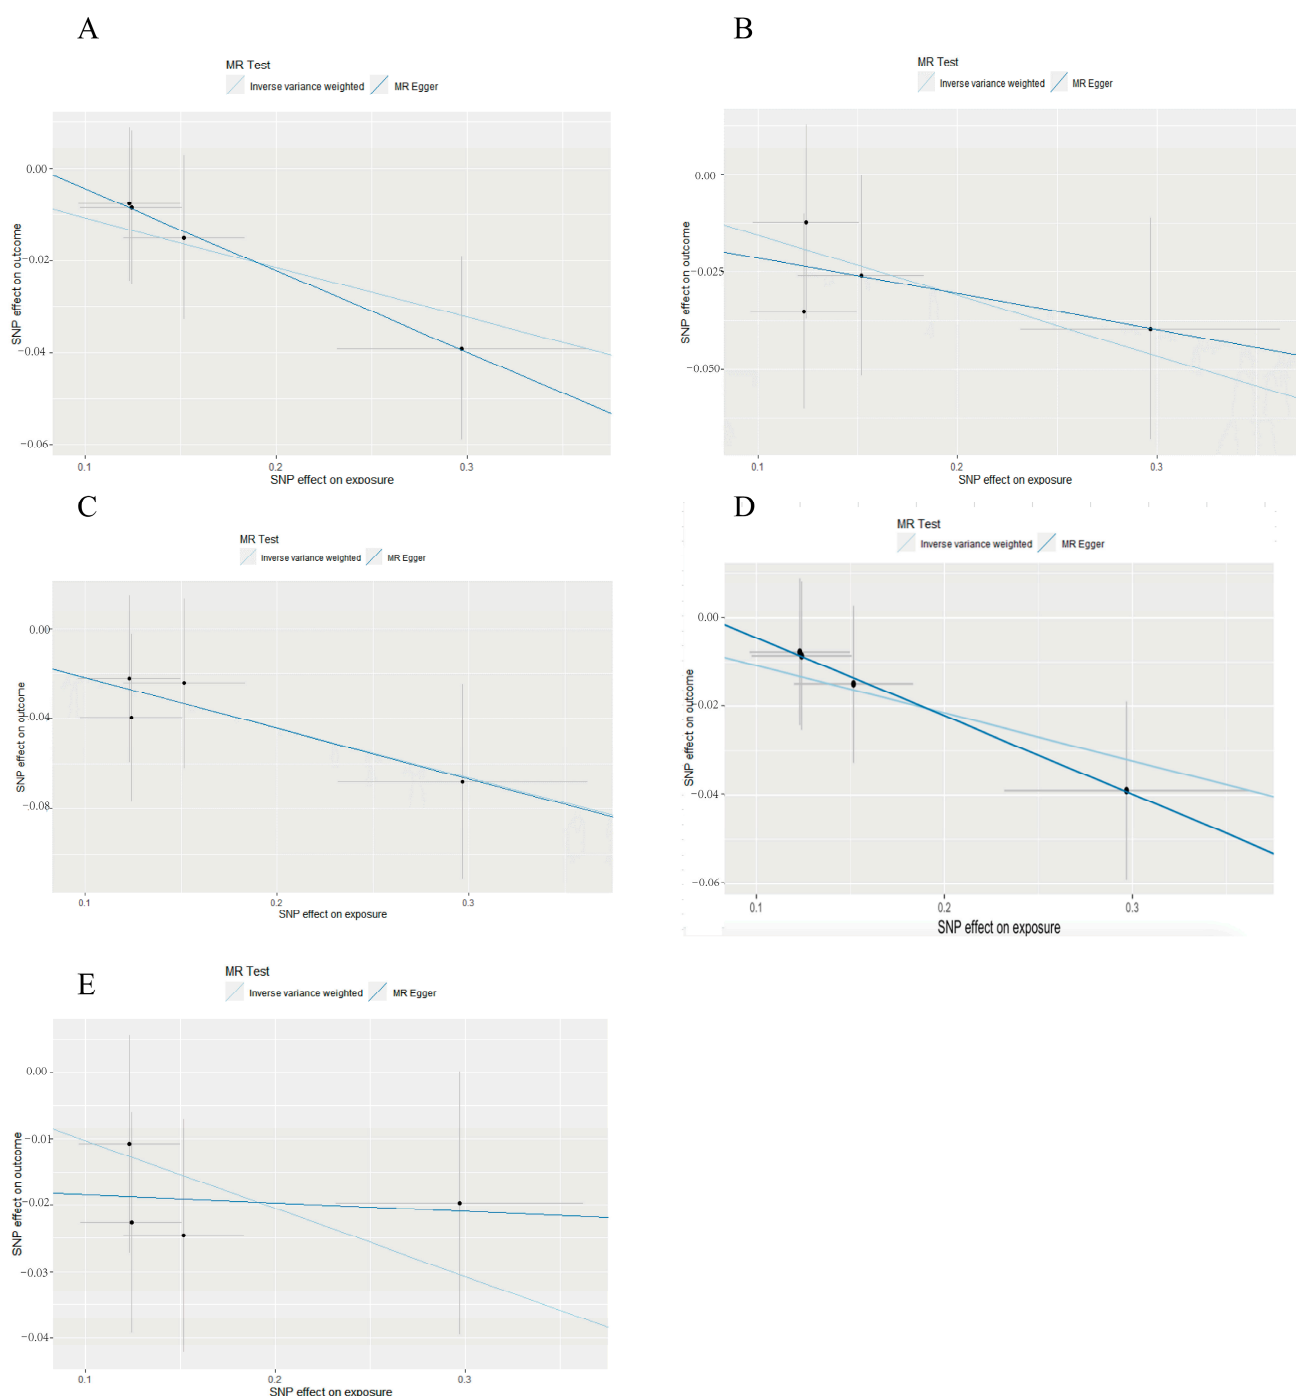 A
MR Test
Inverse variance weighted MR Egger
0.00
−0.02
−0.04
−0.06
SNP effect on outcome
0.1 0.2 0.3
SNP effect on exposure
B
MR Test
Inverse variance weighted MR Egger
0.00
−0.025
−0.050
SNP effect on outcome
0.1 0.2 0.3
SNP effect on exposure
C
MR Test
Inverse variance weighted MR Egger
0.00
−0.04
−0.08
SNP effect on outcome
0.1 0.2 0.3
SNP effect on exposure
D
MR Test
Inverse variance weighted MR Egger
0.00
−0.02
−0.04
−0.06
SNP effect on outcome
0.1 0.2 0.3
SNP effect on exposure
E
MR Test
Inverse variance weighted MR Egger
0.00
−0.01
−0.02
−0.03
−0.04
SNP effect on outcome
0.1 0.2 0.3
SNP effect on exposure